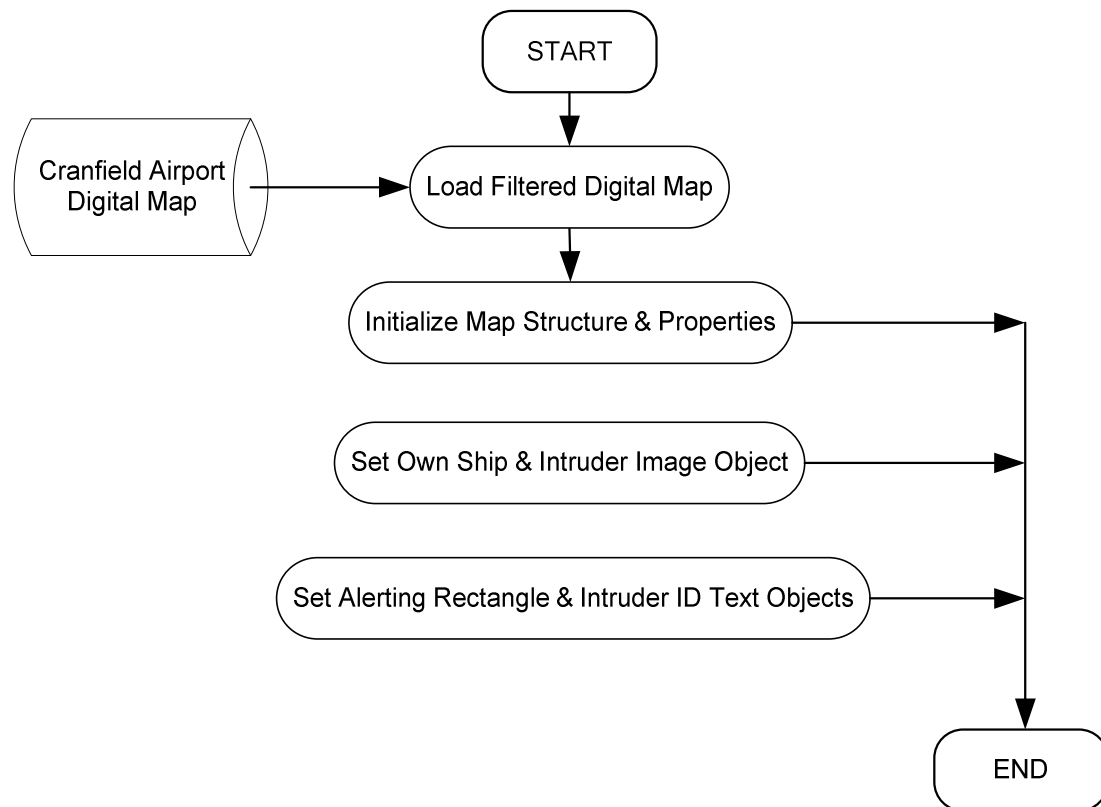 START
Cranfield Airport
Digital Map
Load Filtered Digital Map
Initialize Map Structure & Properties
Set Own Ship & Intruder Image Object
Set Alerting Rectangle & Intruder ID Text Objects
END